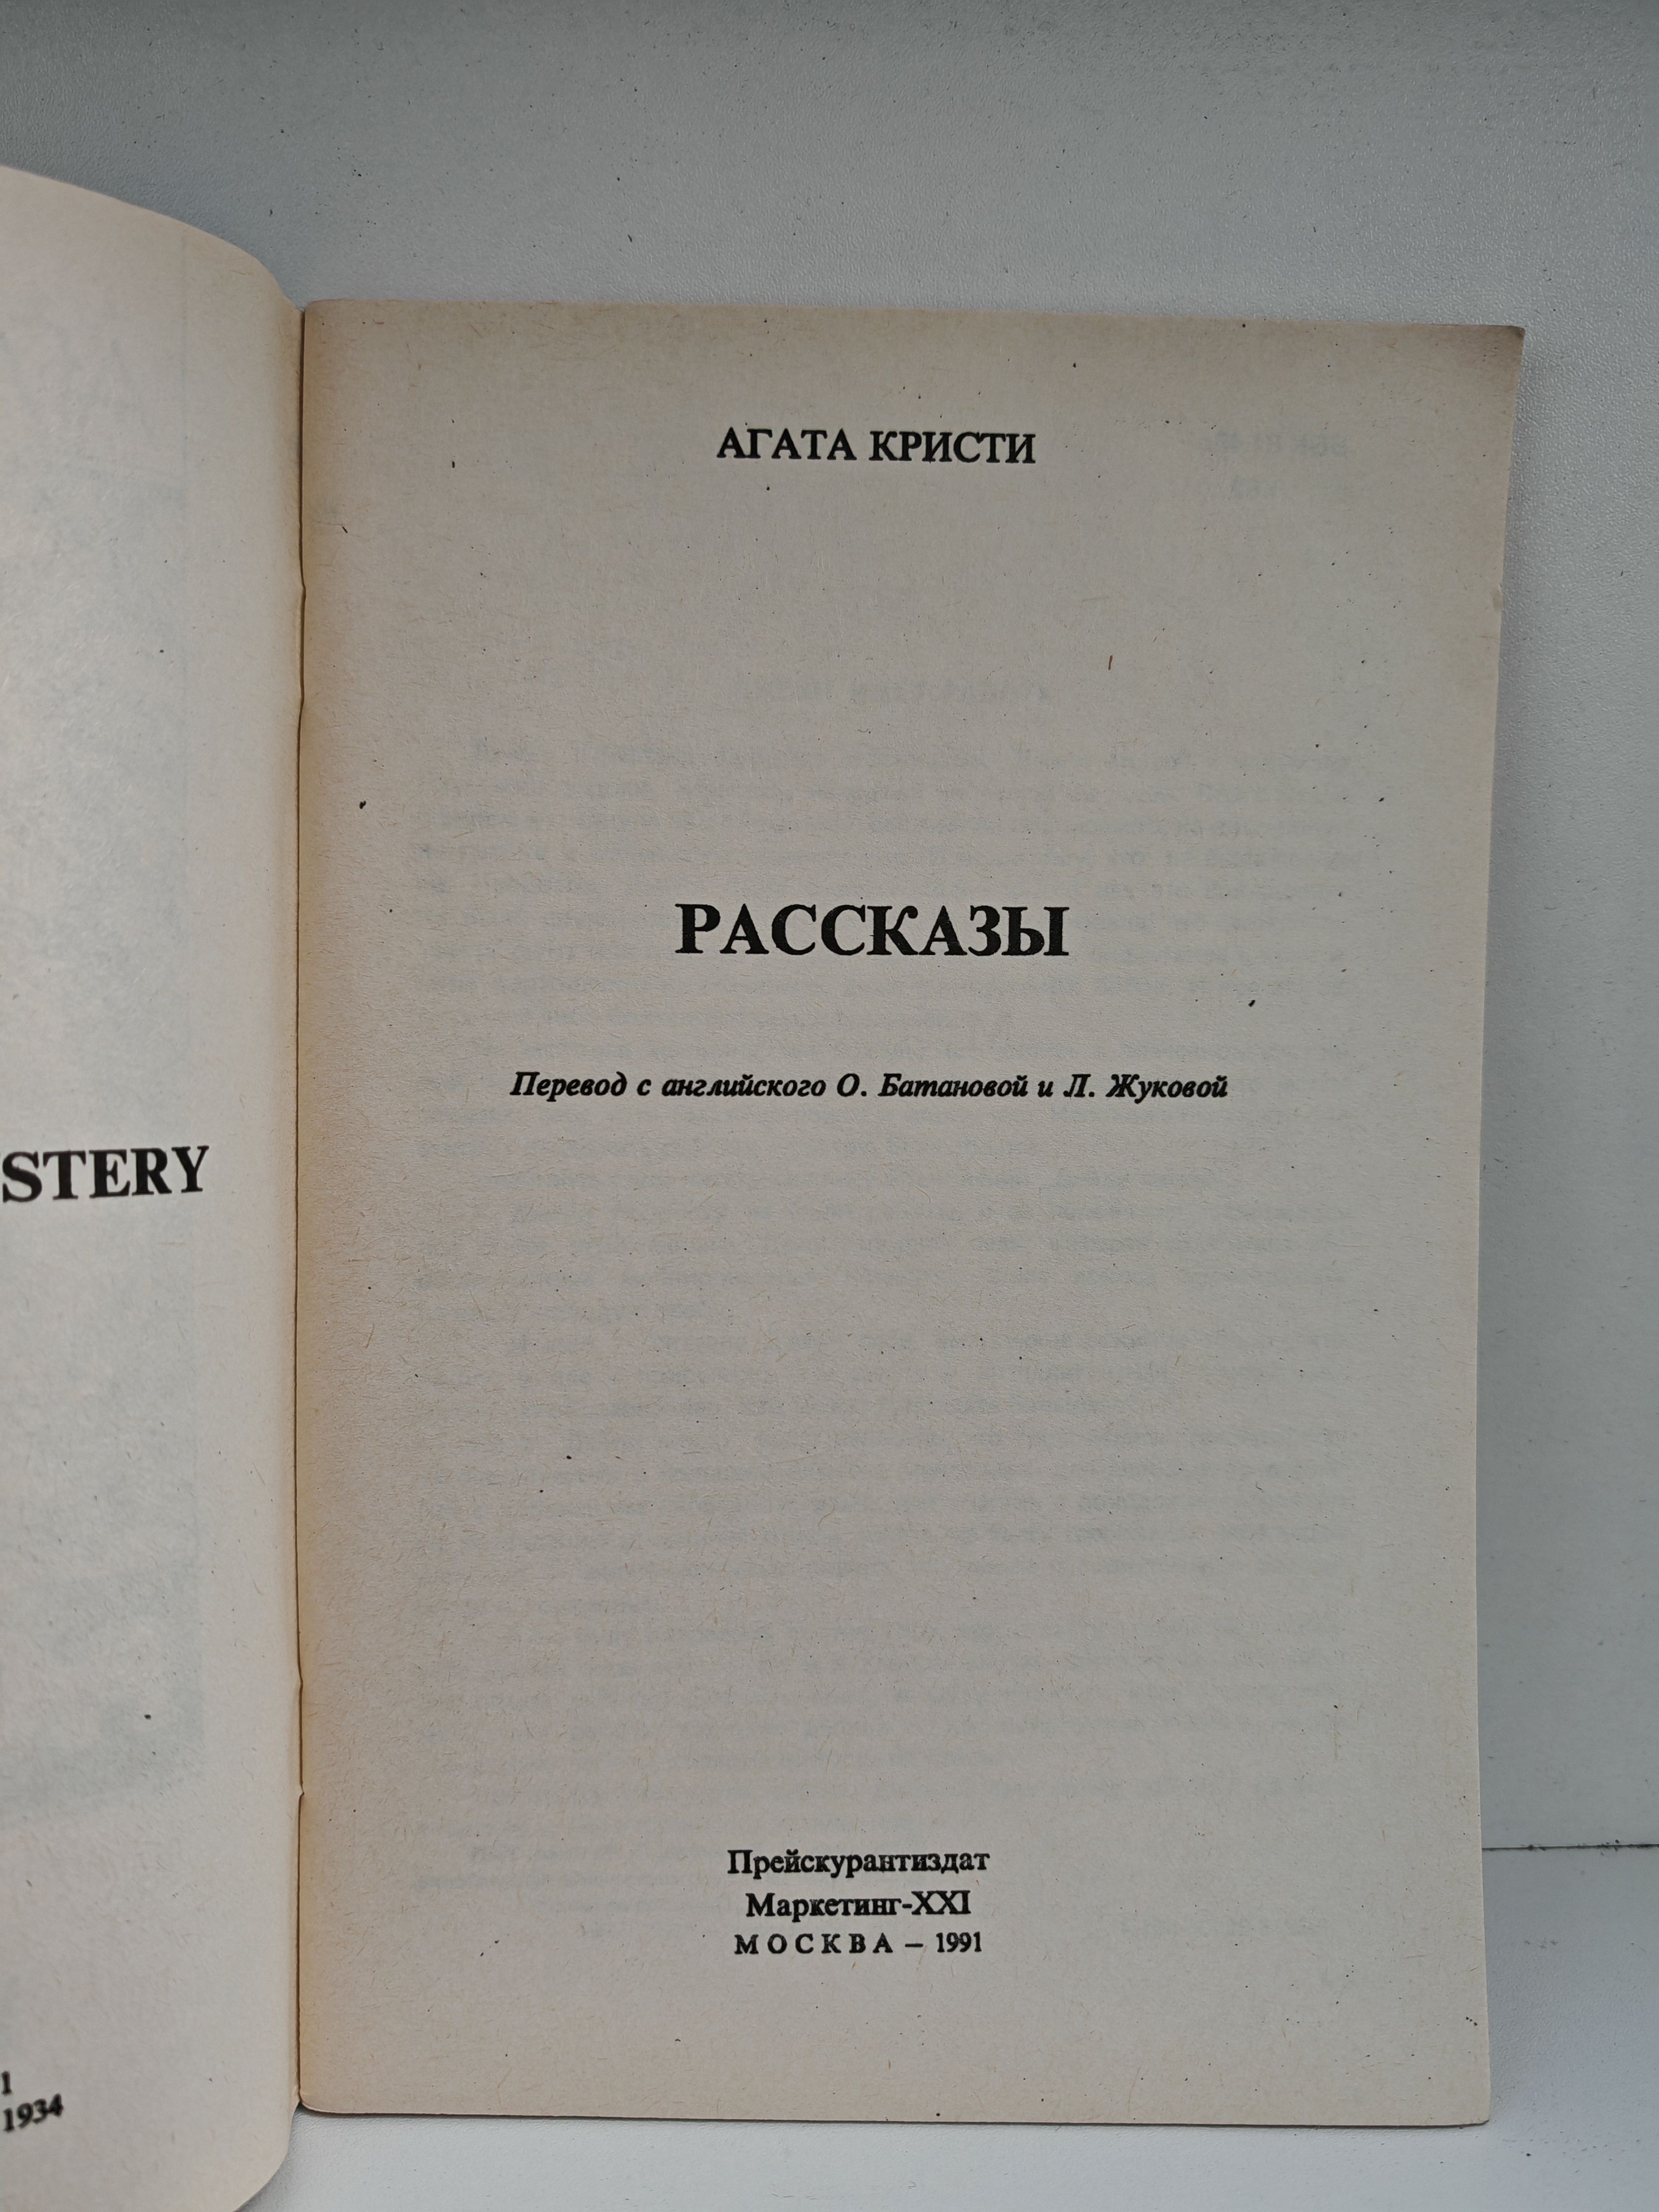 STERY
1
1934
АГАТА КРИСТИ
РАССКАЗЫ
Перевод с английского О. Батановой и Л. Жуковой
Прейскурантиздат
Маркетинг-XXI
МОСКВА – 1991